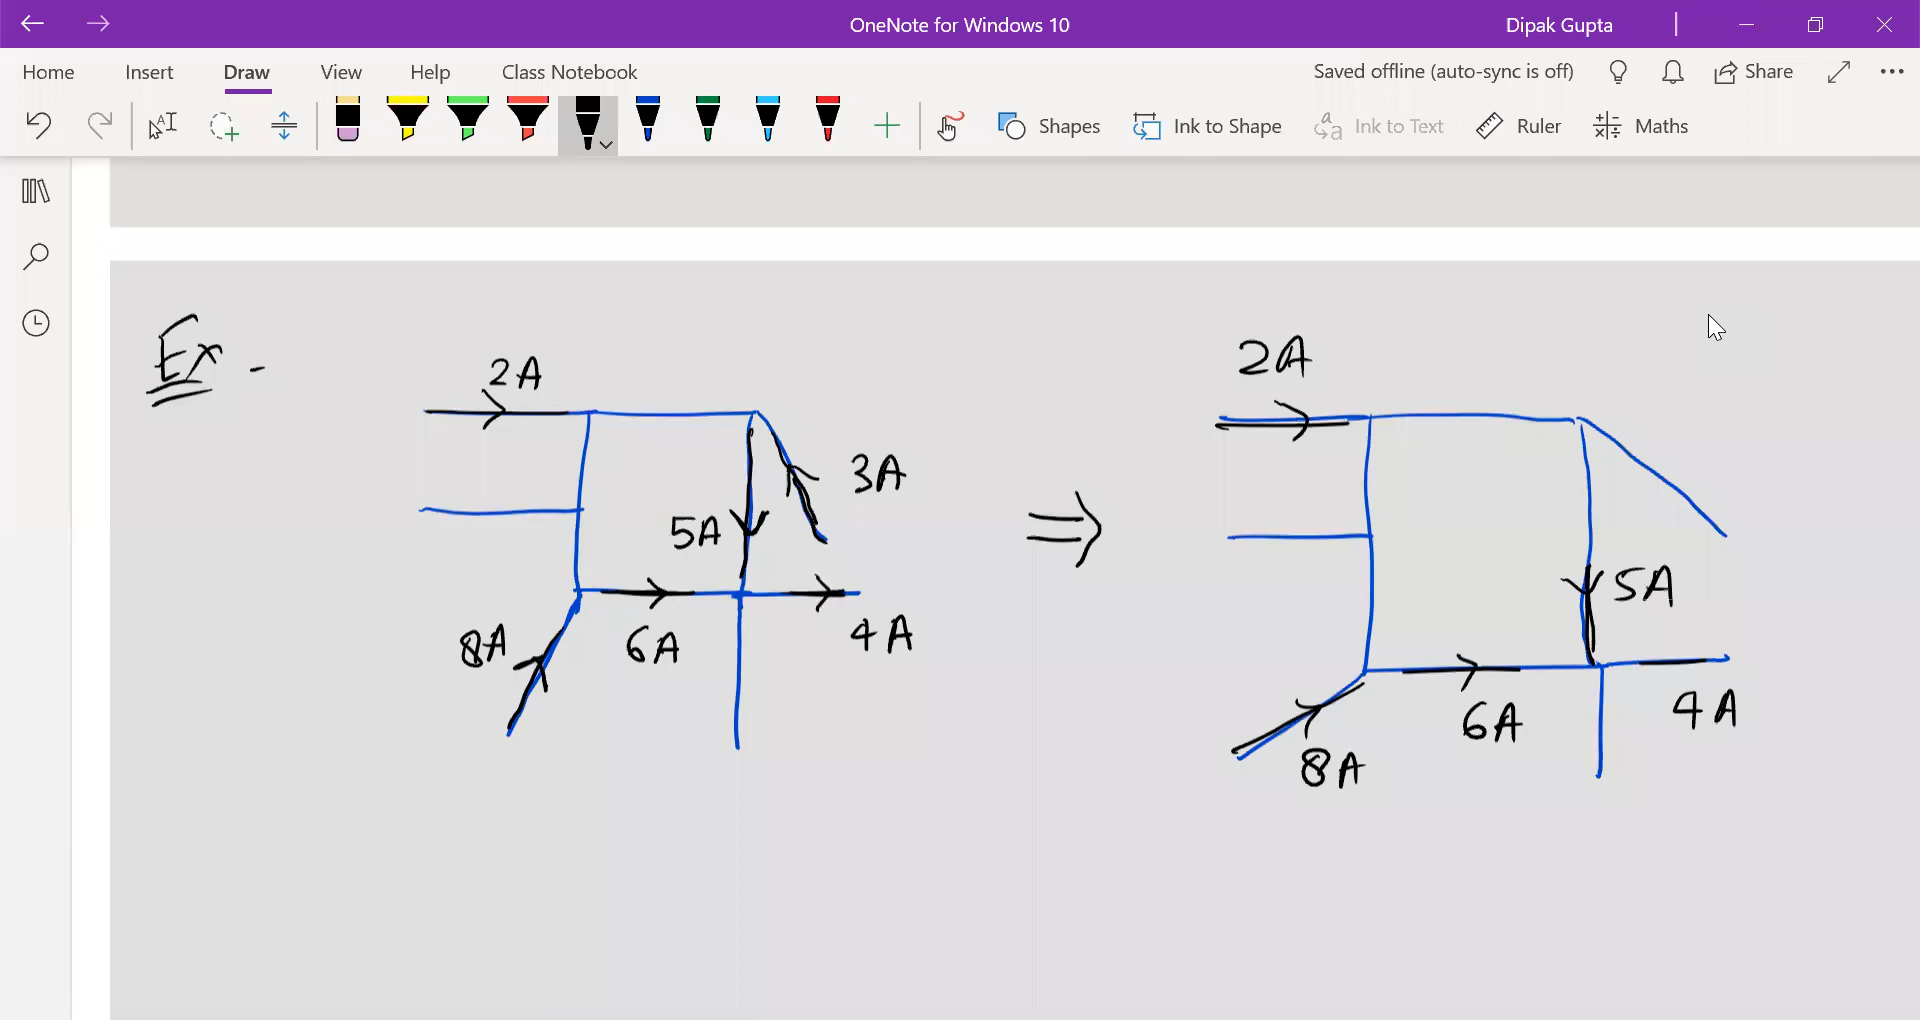 OneNote for Windows 10
Dipak Gupta
Home Insert Draw View Help Class Notebook
Saved offline (auto-sync is off) Share
Shapes Ink to Shape Ink to Text Ruler Maths
Ex -
2A
3A
5A
8A
6A
4A
2A
5A
6A
4A
8A